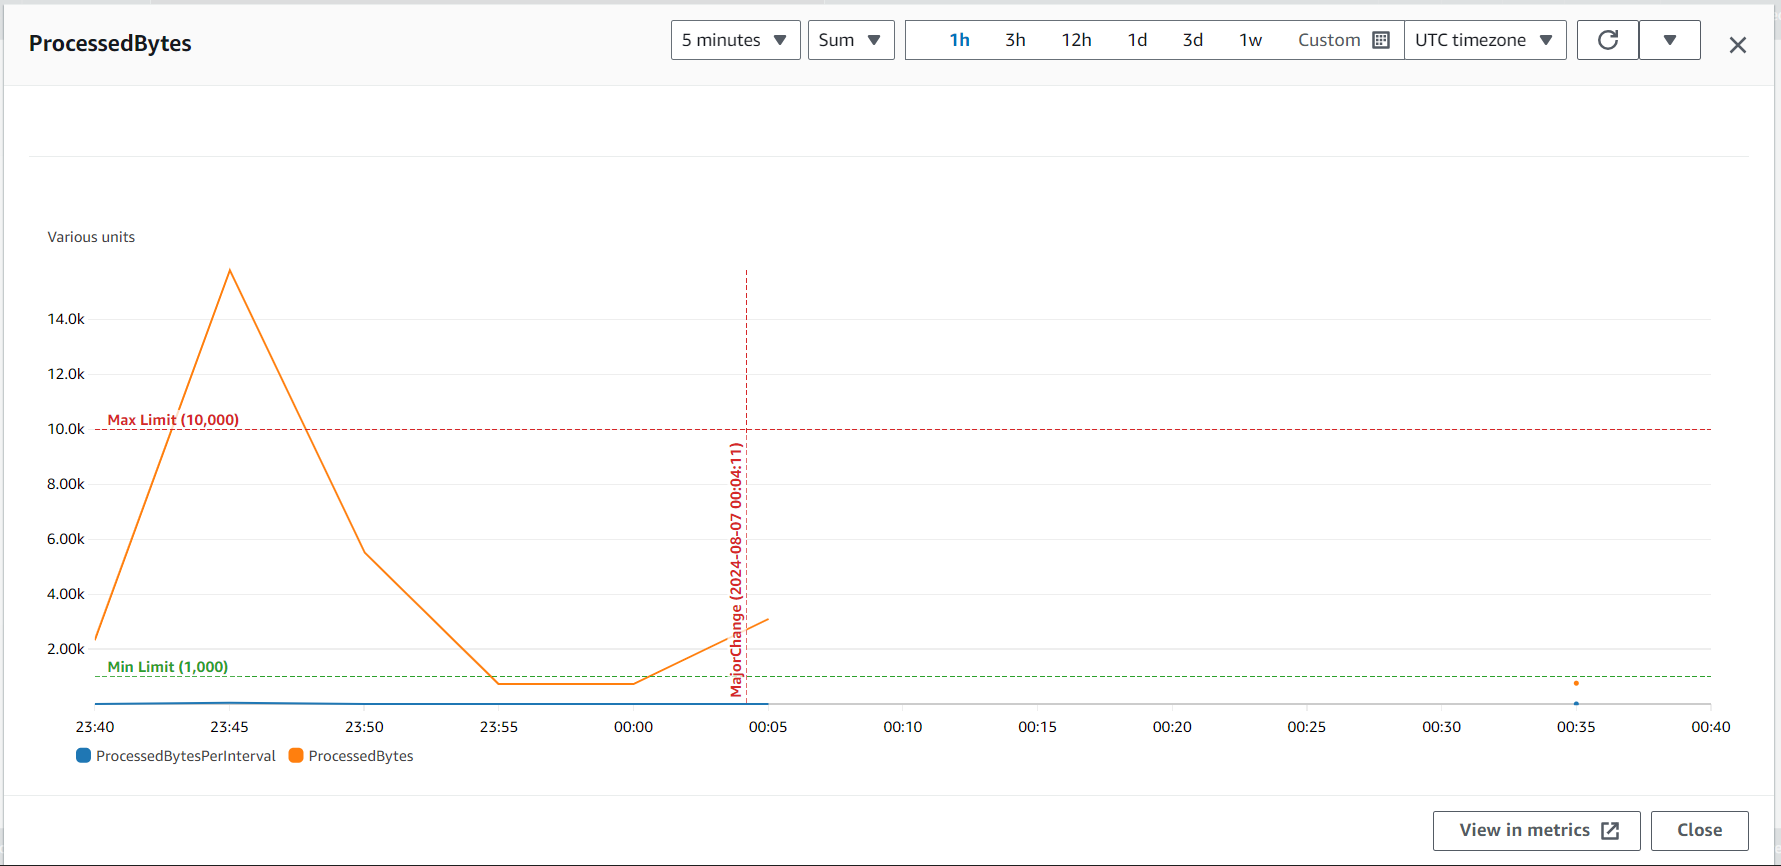 ProcessedBytes
5 minutes
Sum
1h 3h 12h 1d 3d 1w Custom
UTC timezone
Various units
14.0k
12.0k
Max Limit (10,000)
10.0k
8.00k
6.00k
4.00k
2.00k
Min Limit (1,000)
MajorChange (2024-08-07 00:04:11)
23:40 23:45 23:50 23:55 00:00 00:05 00:10 00:15 00:20 00:25 00:30 00:35 00:40
ProcessedBytesPerInterval ProcessedBytes
View in metrics
Close